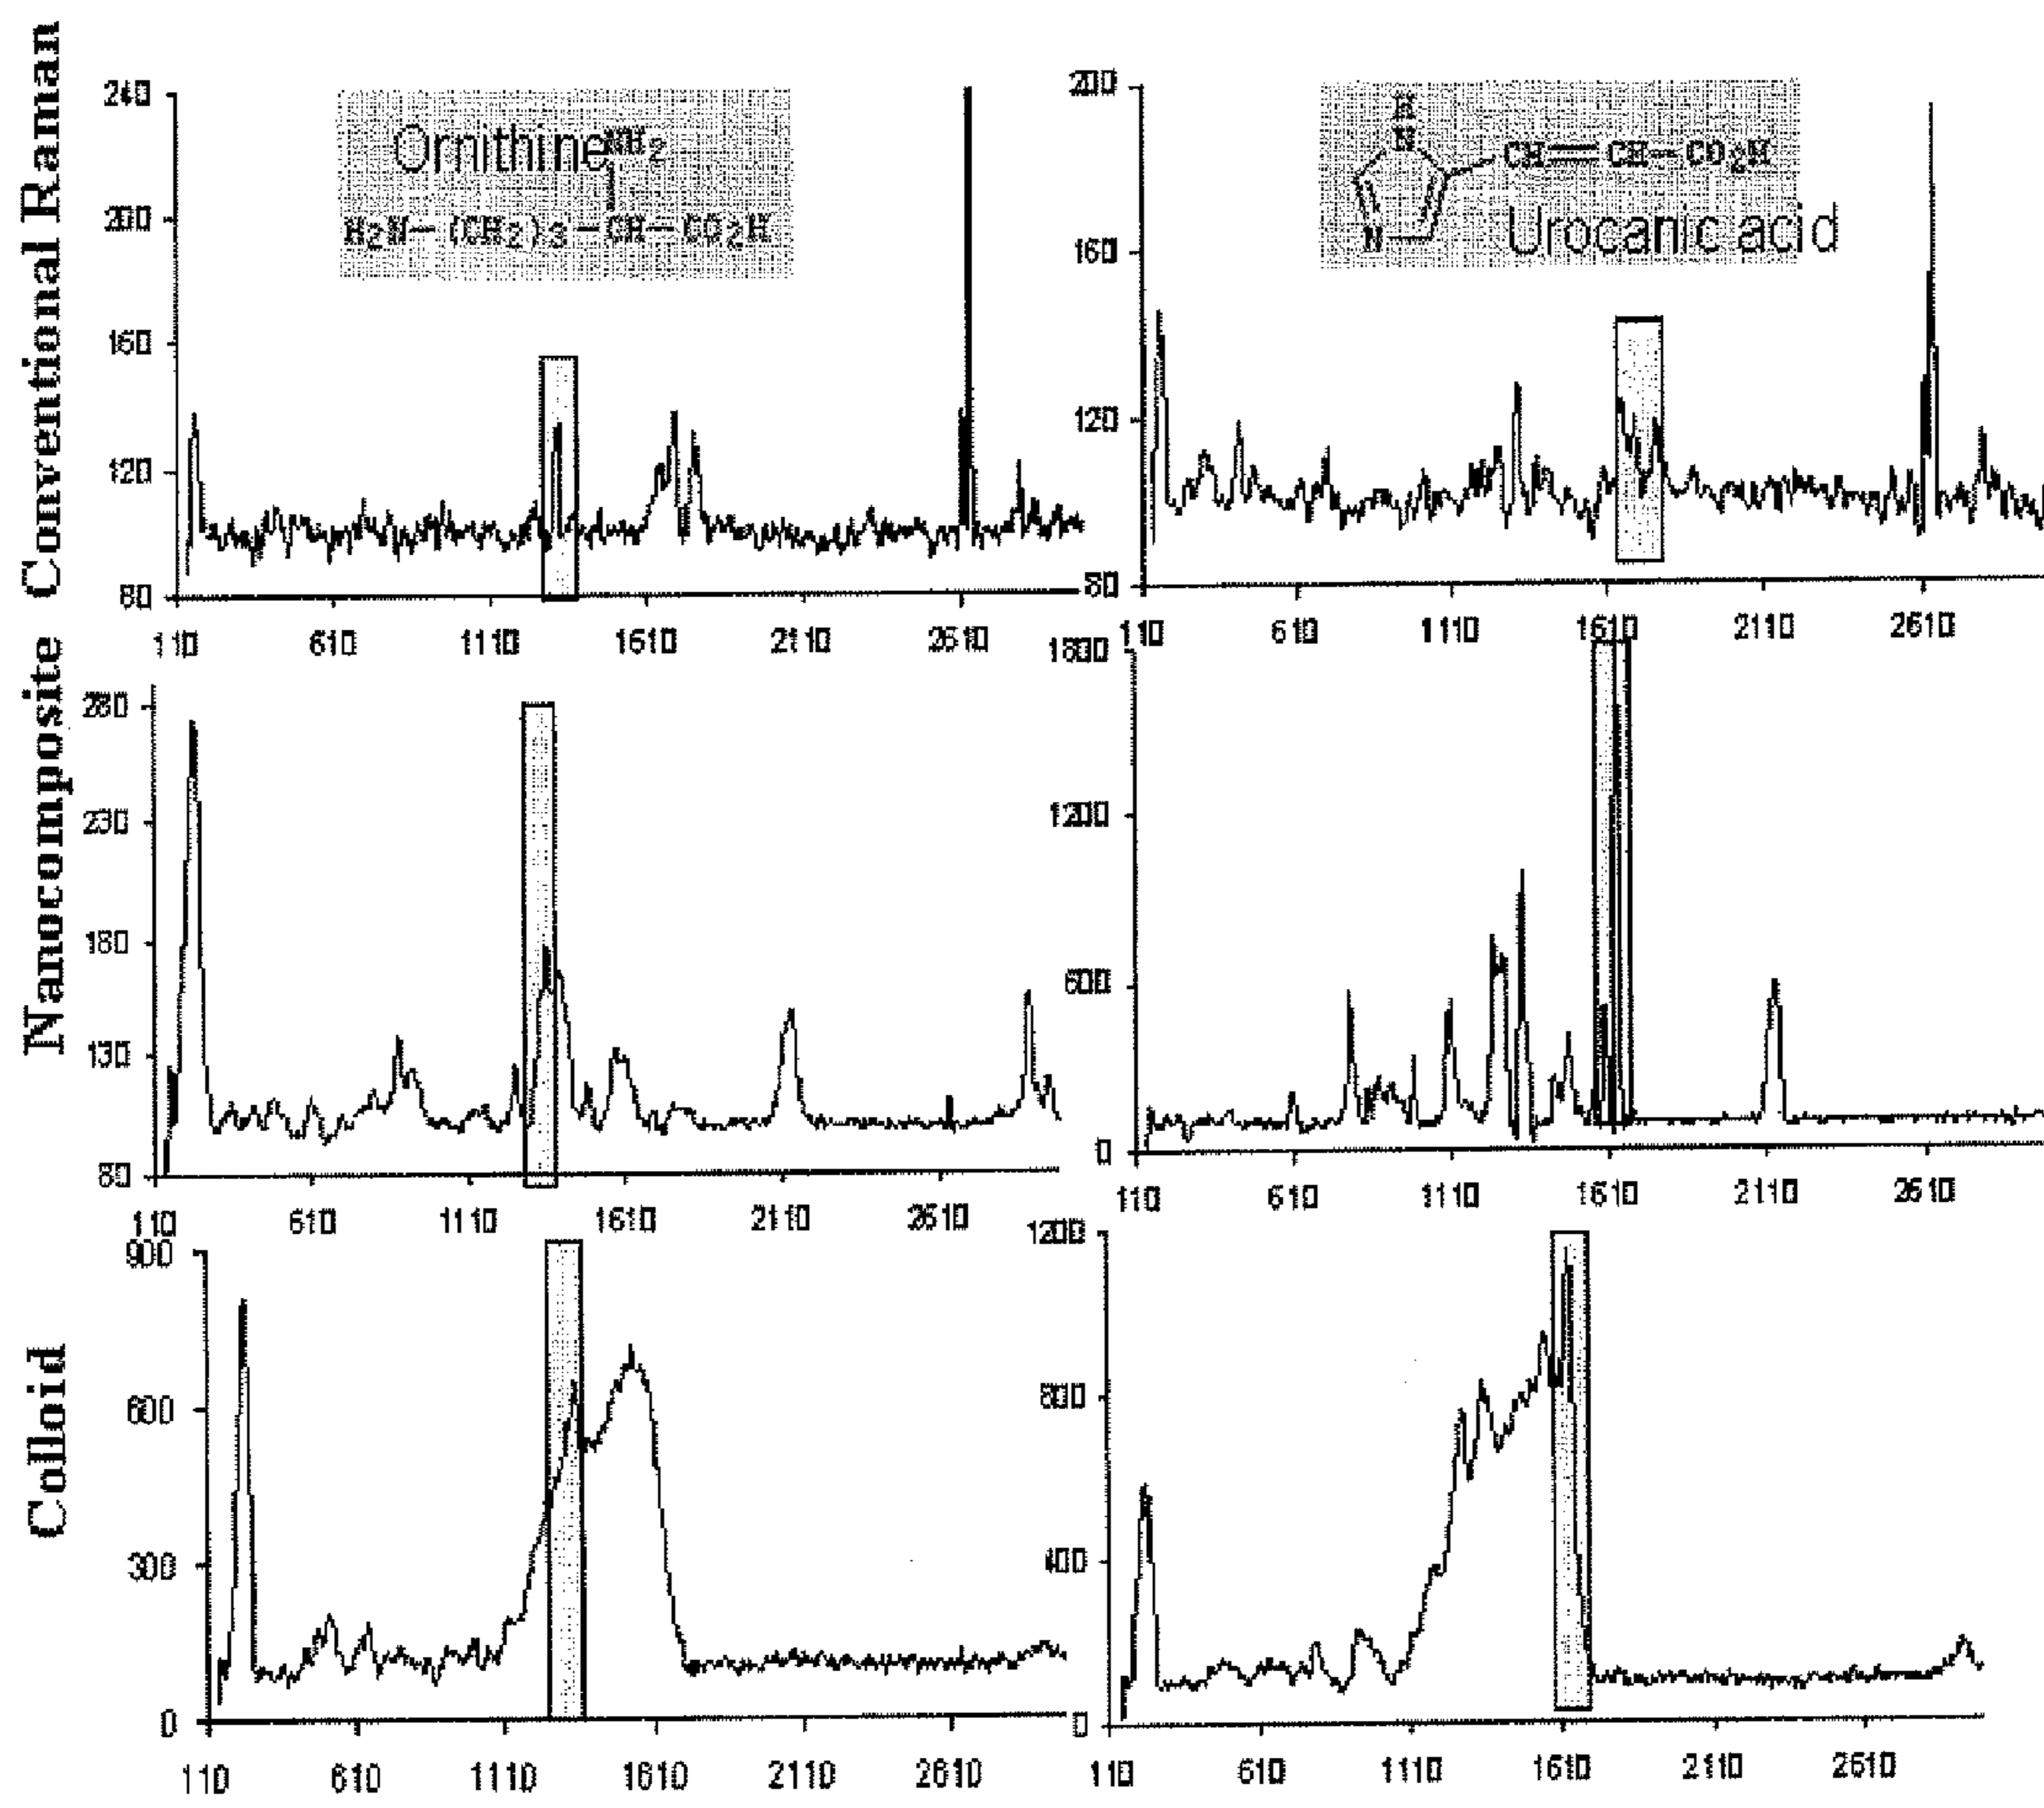 Conventional Raman
240
200
160
120
80
Ornithine
NH2
H2N-(CH2)3-CH-CO2H
110 610 1110 1610 2110 2610
200
160
120
80
H
N
CH=CH-CO2H
N
Urocanic acid
110 610 1110 1610 2110 2610
Nanocomposite
280
230
180
130
80
110 610 1110 1610 2110 2610
1800
1200
600
0
110 610 1110 1610 2110 2610
Colloid
900
600
300
0
110 610 1110 1610 2110 2610
1200
800
400
0
110 610 1110 1610 2110 2610